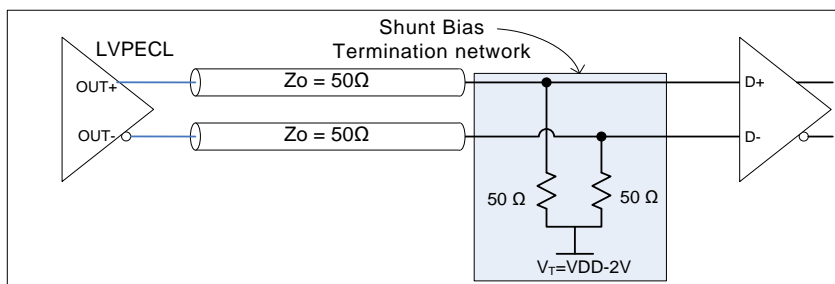 Shunt Bias
Termination network
LVPECL
OUT+
Zo = 50Ω
D+
OUT-
Zo = 50Ω
D-
50 Ω
50 Ω
VT=VDD-2V